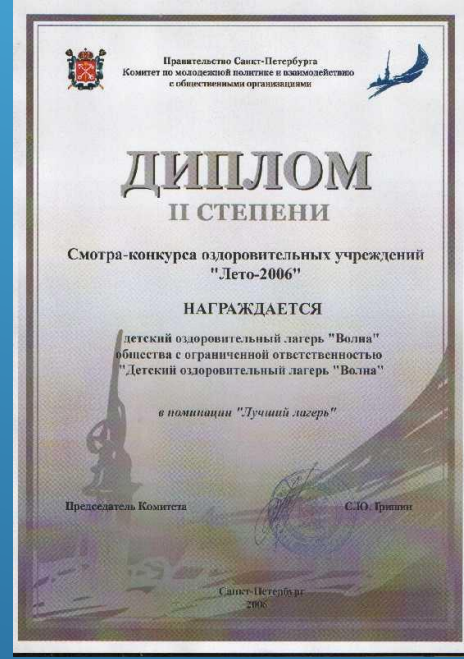 Правительство Санкт-Петербурга
Комитет по молодежной политике и взаимодействию
с общественными организациями
ДИПЛОМ
II СТЕПЕНИ
Смотра-конкурса оздоровительных учреждений
"Лето-2006"
НАГРАЖДАЕТСЯ
детский оздоровительный лагерь "Волна"
общества с ограниченной ответственностью
"Детский оздоровительный лагерь "Волна"
в номинации "Лучший лагерь"
Председатель Комитета С.Ю. Гришин
Санкт-Петербург
2006